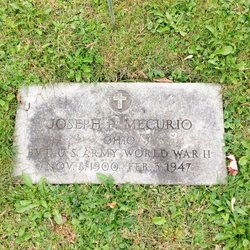 JOSEPH P. MECURIO
OHIO
PVT U S ARMY WORLD WAR II
NOV 8 1900 FEB 3 1947